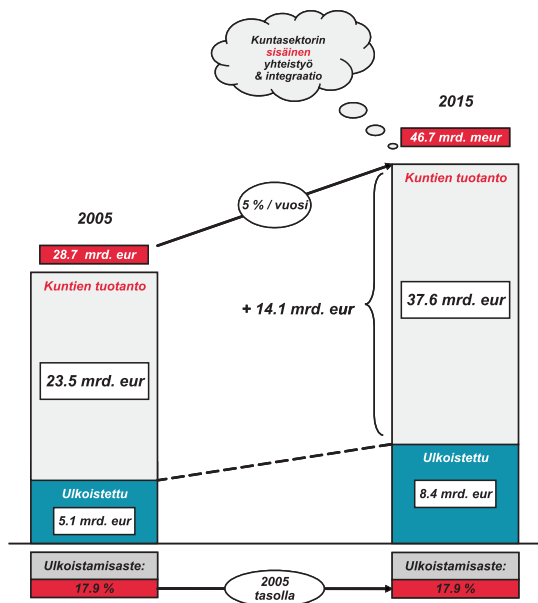 Kuntasektorin
sisäinen
yhteistyö
& integraatio
2015
46.7 mrd. meur
Kuntien tuotanto
5 % / vuosi
2005
28.7 mrd. eur
Kuntien tuotanto
+ 14.1 mrd. eur
37.6 mrd. eur
23.5 mrd. eur
Ulkoistettu
8.4 mrd. eur
Ulkoistettu
5.1 mrd. eur
Ulkoistamisaste:
17.9 %
2005
tasolla
Ulkoistamisaste:
17.9 %